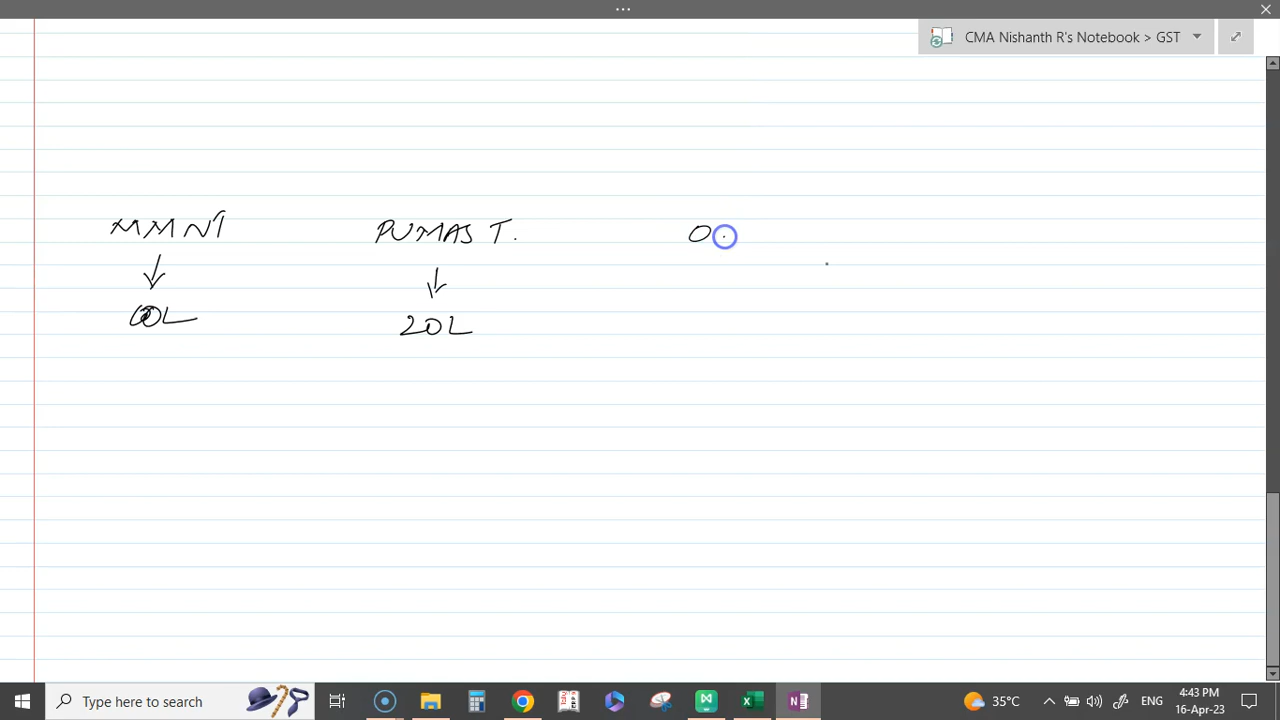 ...
CMA Nishanth R's Notebook > GST
MMNT PUMAS T. O
20L
Type here to search
35°C
ENG
4:43 PM
16-Apr-23